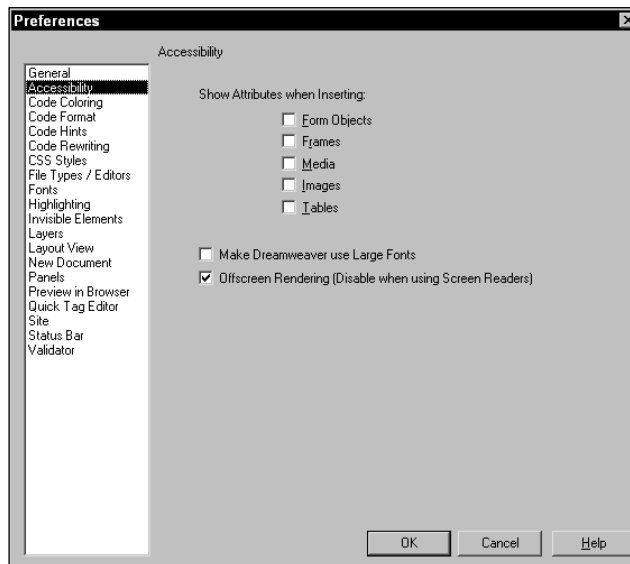 Preferences
Accessibility
General
Accessibility
Code Coloring
Code Format
Code Hints
Code Rewriting
CSS Styles
File Types / Editors
Fonts
Highlighting
Invisible Elements
Layers
Layout View
New Document
Panels
Preview in Browser
Quick Tag Editor
Site
Status Bar
Validator
Show Attributes when Inserting:
Form Objects
Frames
Media
Images
Tables
Make Dreamweaver use Large Fonts
Offscreen Rendering (Disable when using Screen Readers)
OK
Cancel
Help